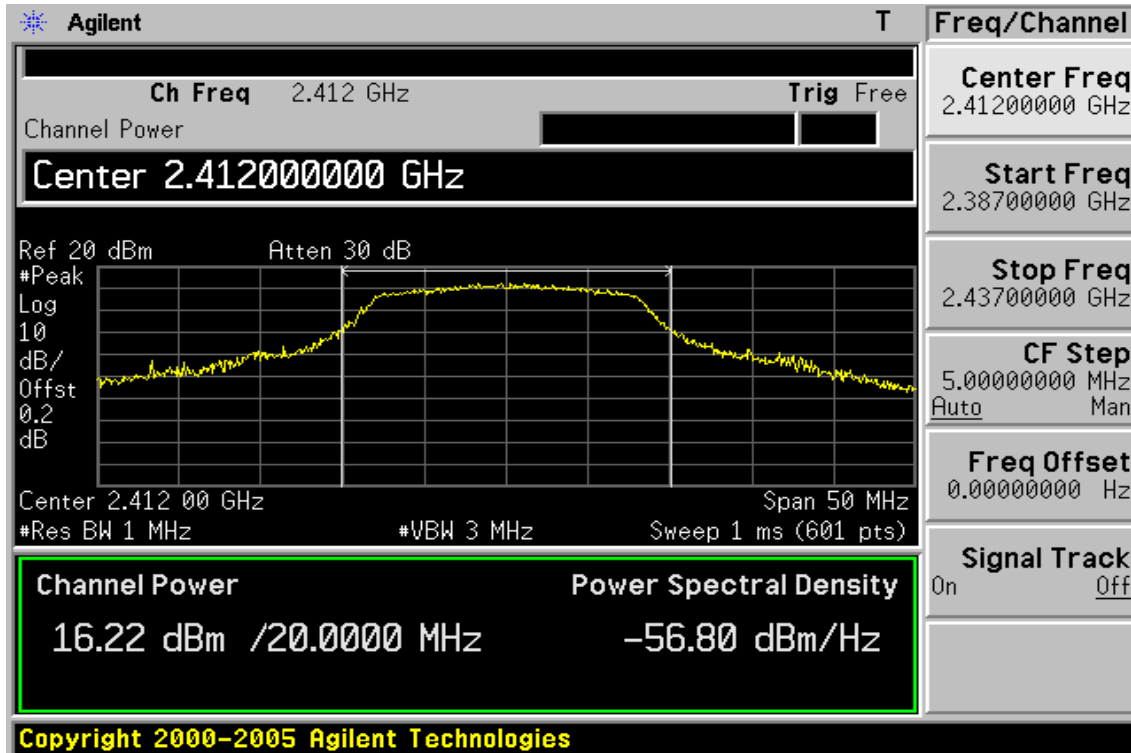 Agilent T
Ch Freq 2.412 GHz Trig Free
Channel Power
Center 2.412000000 GHz
Ref 20 dBm Atten 30 dB
#Peak
Log
10
dB/
Offst
0.2
dB
Center 2.412 00 GHz Span 50 MHz
#Res BW 1 MHz #VBW 3 MHz Sweep 1 ms (601 pts)
Channel Power Power Spectral Density
16.22 dBm /20.0000 MHz -56.80 dBm/Hz
Copyright 2000-2005 Agilent Technologies
Freq/Channel
Center Freq
2.41200000 GHz
Start Freq
2.38700000 GHz
Stop Freq
2.43700000 GHz
CF Step
5.00000000 MHz
Auto Man
Freq Offset
0.00000000 Hz
Signal Track
On Off